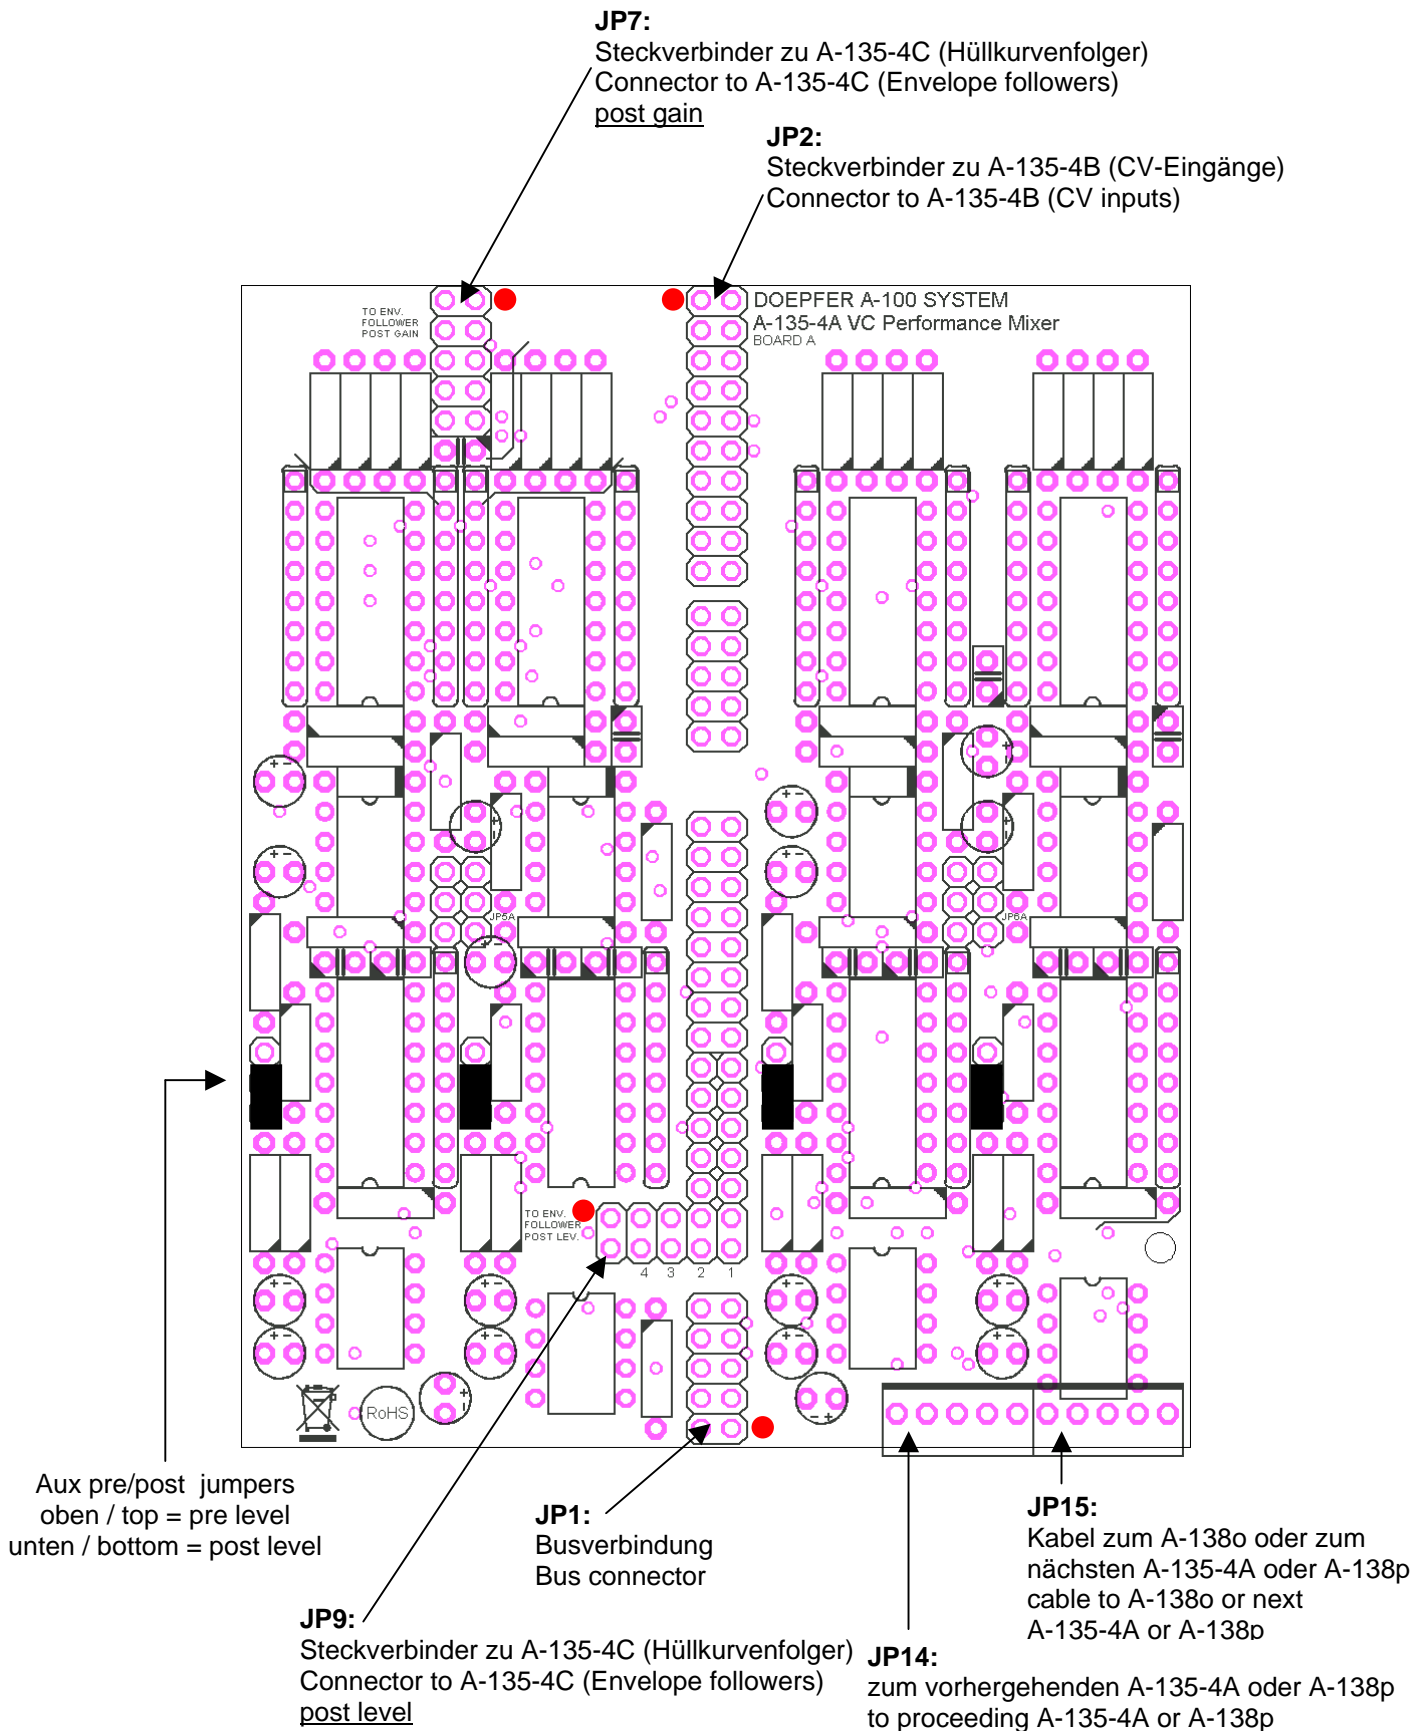 JP7:
Steckverbinder zu A-135-4C (Hüllkurvenfolger)
Connector to A-135-4C (Envelope followers)
post gain
JP2:
Steckverbinder zu A-135-4B (CV-Eingänge)
Connector to A-135-4B (CV inputs)
TO ENV.
FOLLOWER
POST GAIN
DOEPFER A-100 SYSTEM
A-135-4A VC Performance Mixer
BOARD A
JP5A
JP6A
TO ENV.
FOLLOWER
POST LEV.
4 3 2 1
RoHS
Aux pre/post jumpers
oben / top = pre level
unten / bottom = post level
JP1:
Busverbindung
Bus connector
JP15:
Kabel zum A-138o oder zum
nächsten A-135-4A oder A-138p
cable to A-138o or next
A-135-4A or A-138p
JP9:
Steckverbinder zu A-135-4C (Hüllkurvenfolger)
Connector to A-135-4C (Envelope followers)
post level
JP14:
zum vorhergehenden A-135-4A oder A-138p
to proceeding A-135-4A or A-138p